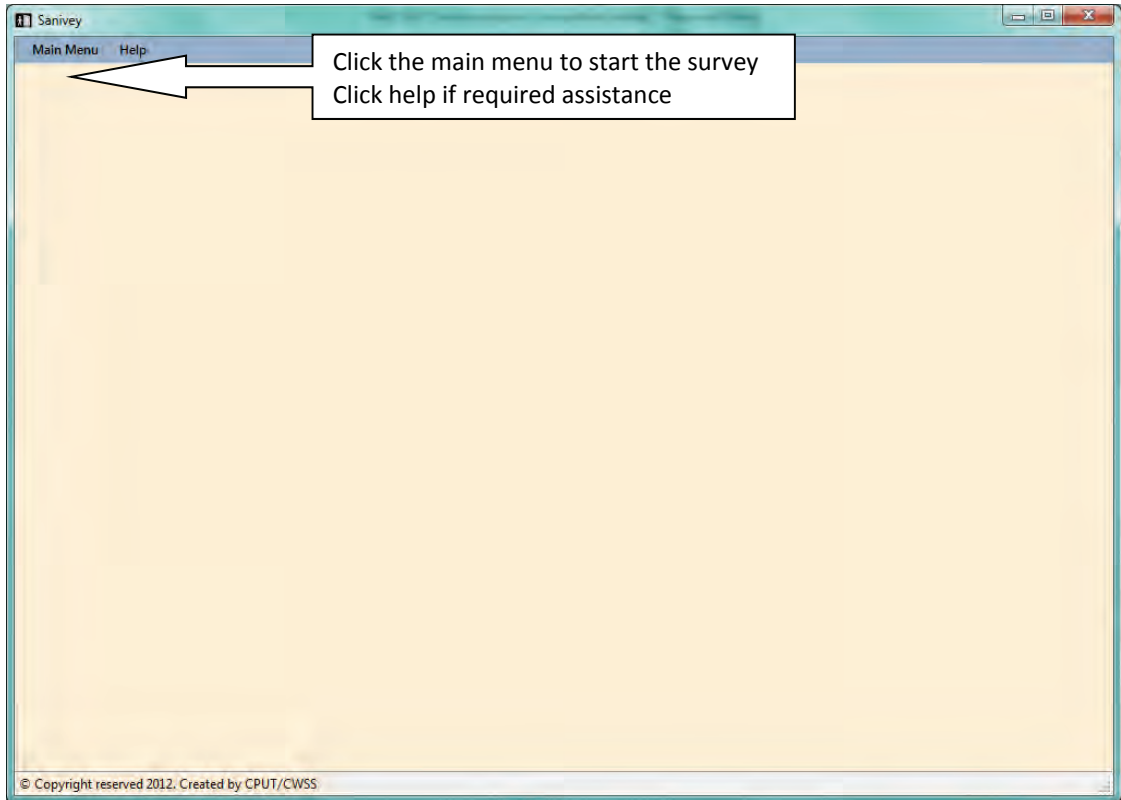 Sanivey
Main Menu Help
Click the main menu to start the survey
Click help if required assistance
© Copyright reserved 2012. Created by CPUT/CWSS